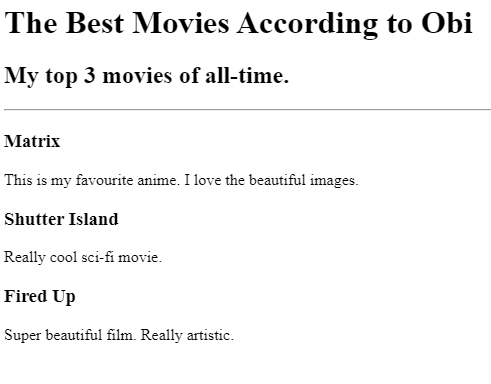 The Best Movies According to Obi
My top 3 movies of all-time.
Matrix
This is my favourite anime. I love the beautiful images.
Shutter Island
Really cool sci-fi movie.
Fired Up
Super beautiful film. Really artistic.